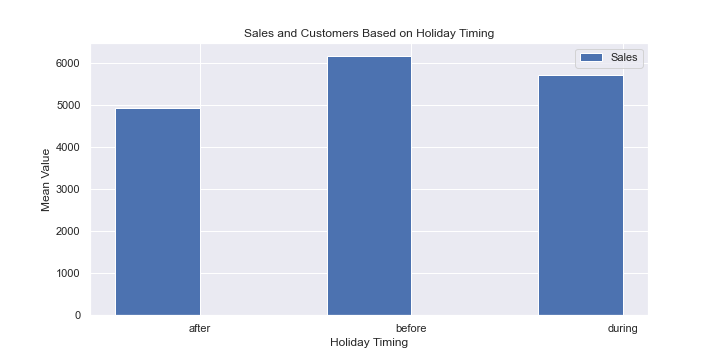 Sales and Customers Based on Holiday Timing
Sales
6000
5000
4000
3000
2000
1000
0
Mean Value
after
before
during
Holiday Timing